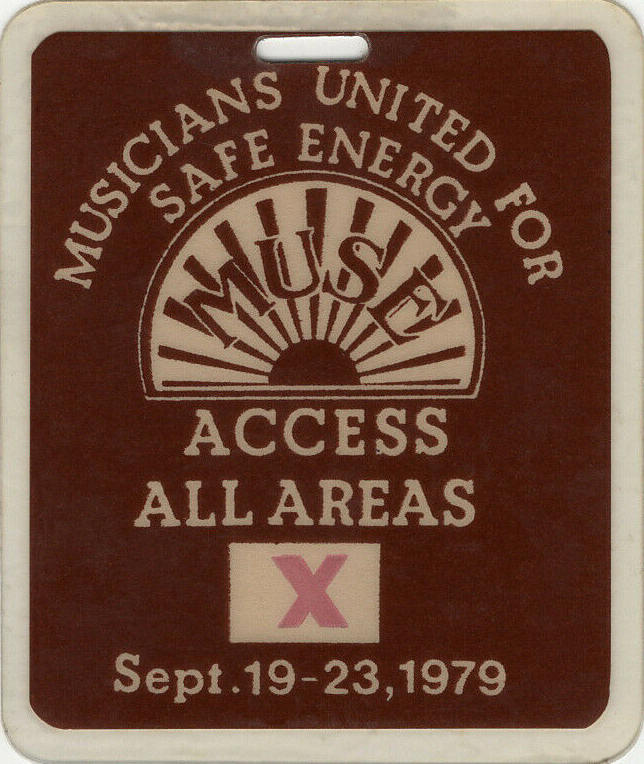 MUSICIANS UNITED FOR
SAFE ENERGY
MUSE
ACCESS
ALL AREAS
X
Sept.19-23,1979